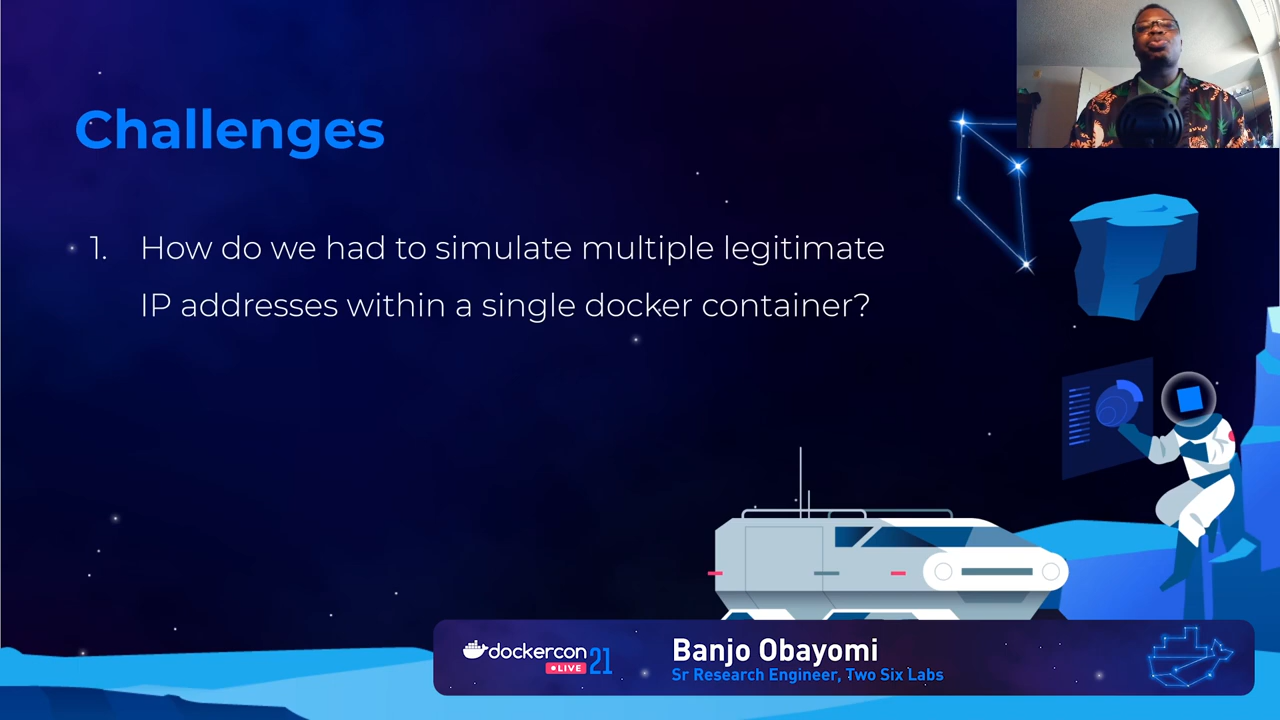 Challenges
1. How do we had to simulate multiple legitimate
IP addresses within a single docker container?
dockercon
LIVE 21
Banjo Obayomi
Sr Research Engineer, Two Six Labs